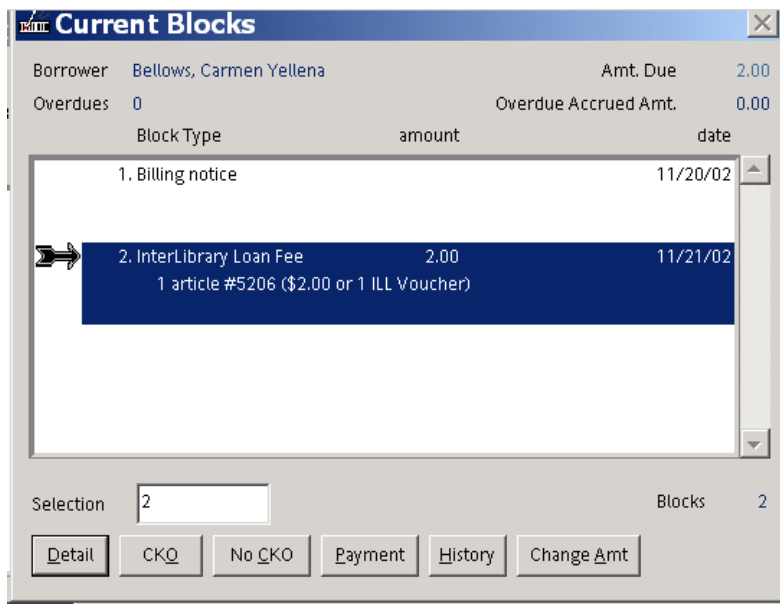 Current Blocks
Borrower Bellows, Carmen Yellena Amt. Due 2.00
Overdues 0 Overdue Accrued Amt. 0.00
Block Type amount date
1. Billing notice 11/20/02
2. InterLibrary Loan Fee 2.00 11/21/02
1 article #5206 ($2.00 or 1 ILL Voucher)
Selection 2 Blocks 2
Detail CKO No CKO Payment History Change Amt